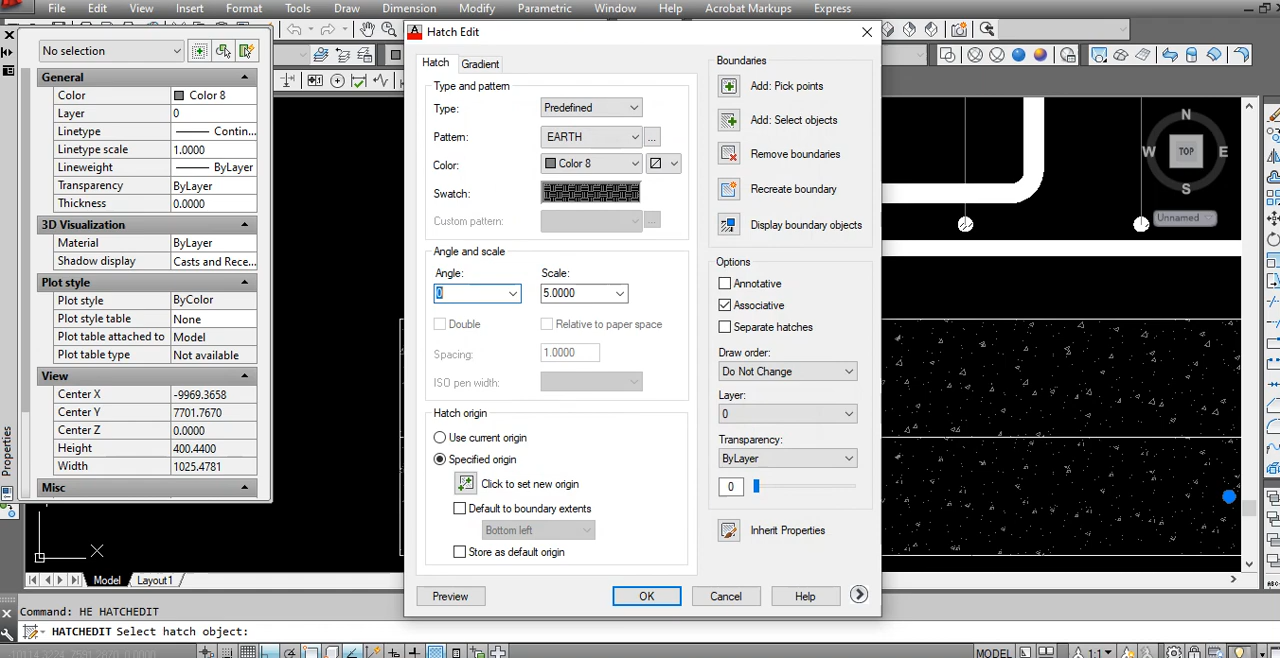 File Edit View Insert Format Tools Draw Dimension Modify Parametric Window Help Acorbat Markups Express
No selection
General
Color Color 8
Layer 0
Linetype Contin...
Linetype scale 1.0000
Lineweight ByLayer
Transparency ByLayer
Thickness 0.0000
3D Visualization
Material ByLayer
Shadow display Casts and Rece...
Plot style
Plot style ByColor
Plot style table None
Plot table attached to Model
Plot table type Not available
View
Center X -9969.3658
Center Y 7701.7670
Center Z 0.0000
Height 400.4400
Width 1025.4781
Misc
Properties
Hatch Edit
Hatch Gradient
Type and pattern
Type: Predefined
Pattern: EARTH ...
Color: Color 8
Swatch:
Custom pattern: ...
Angle and scale
Angle: Scale:
0 5.0000
Double Relative to paper space
Spacing: 1.0000
ISO pen width:
Hatch origin
Use current origin
Specified origin
Click to set new origin
Default to boundary extents
Bottom left
Store as default origin
Boundaries
Add: Pick points
Add: Select objects
Remove boundaries
Recreate boundary
Display boundary objects
Options
Annotative
Associative
Separate hatches
Draw order:
Do Not Change
Layer:
0
Transparency:
ByLayer
0
Inherit Properties
Preview OK Cancel Help
N
W TOP E
S
Unnamed
X
Model Layout1
Command: HE HATCHEDIT
HATCHEDIT Select hatch object:
MODEL 1:1